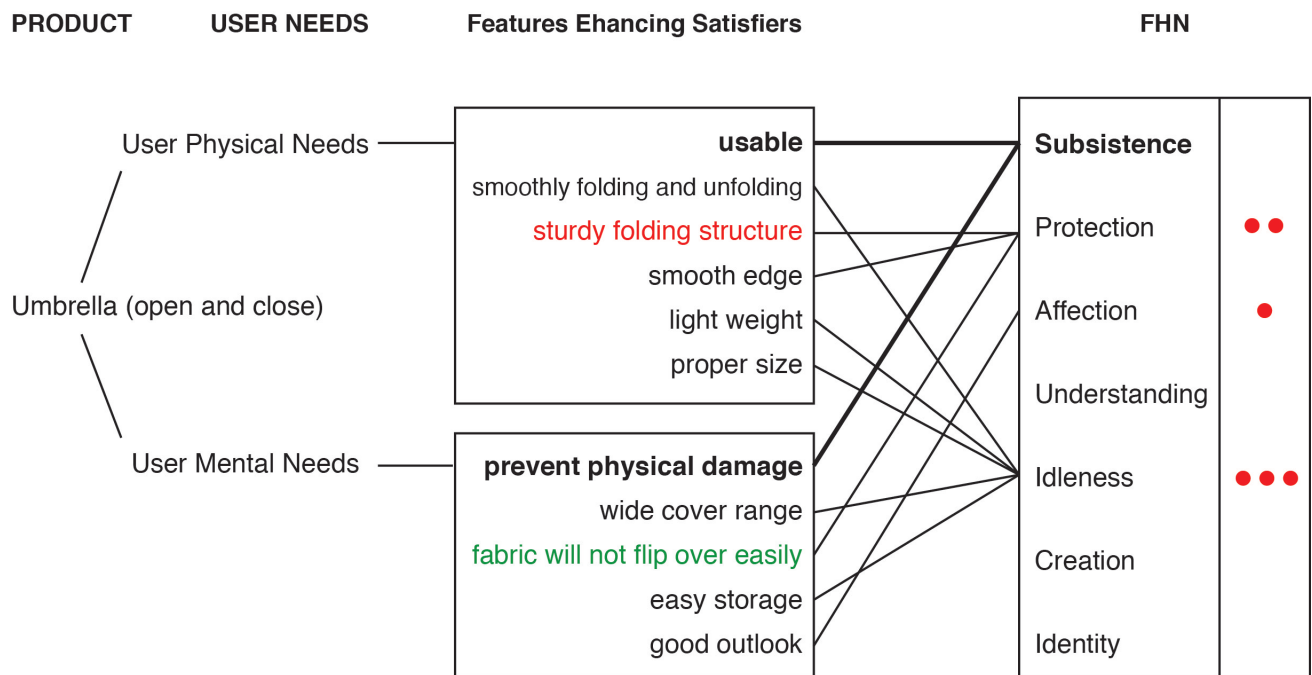 PRODUCT
USER NEEDS
Features Ehancing Satisfiers
FHN
User Physical Needs
Umbrella (open and close)
User Mental Needs
usable
smoothly folding and unfolding
sturdy folding structure
smooth edge
light weight
proper size
prevent physical damage
wide cover range
fabric will not flip over easily
easy storage
good outlook
Subsistence
Protection
Affection
Understanding
Idleness
Creation
Identity